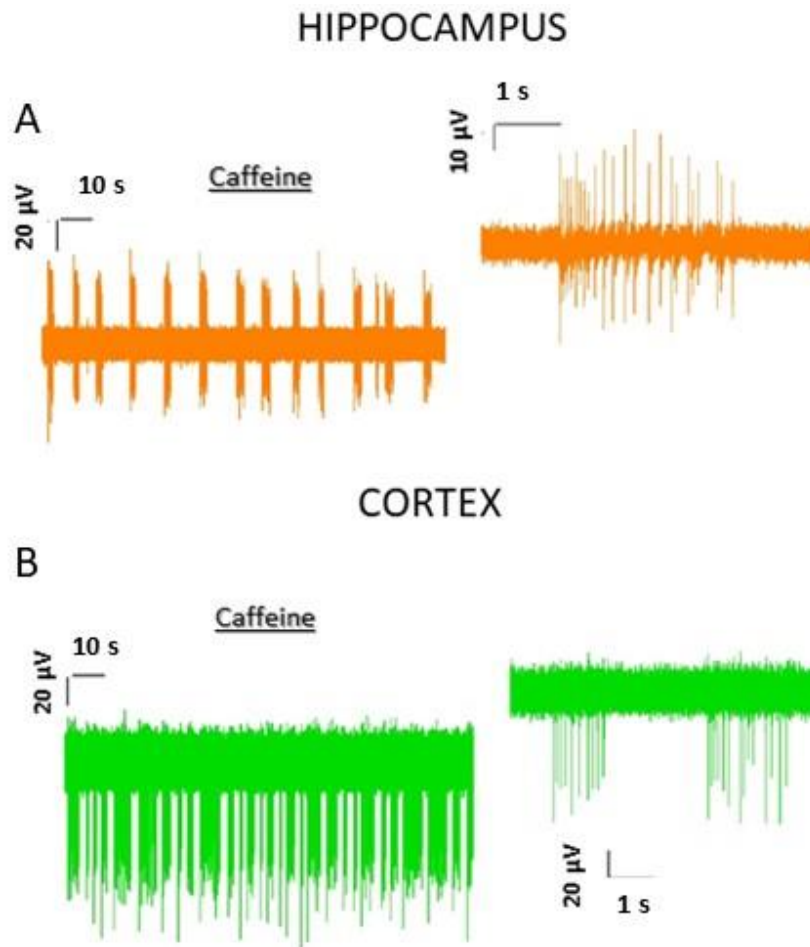 HIPPOCAMPUS
A
10 s
20 µV
Caffeine
1 s
10 µV
CORTEX
B
10 s
20 µV
Caffeine
20 µV
1 s